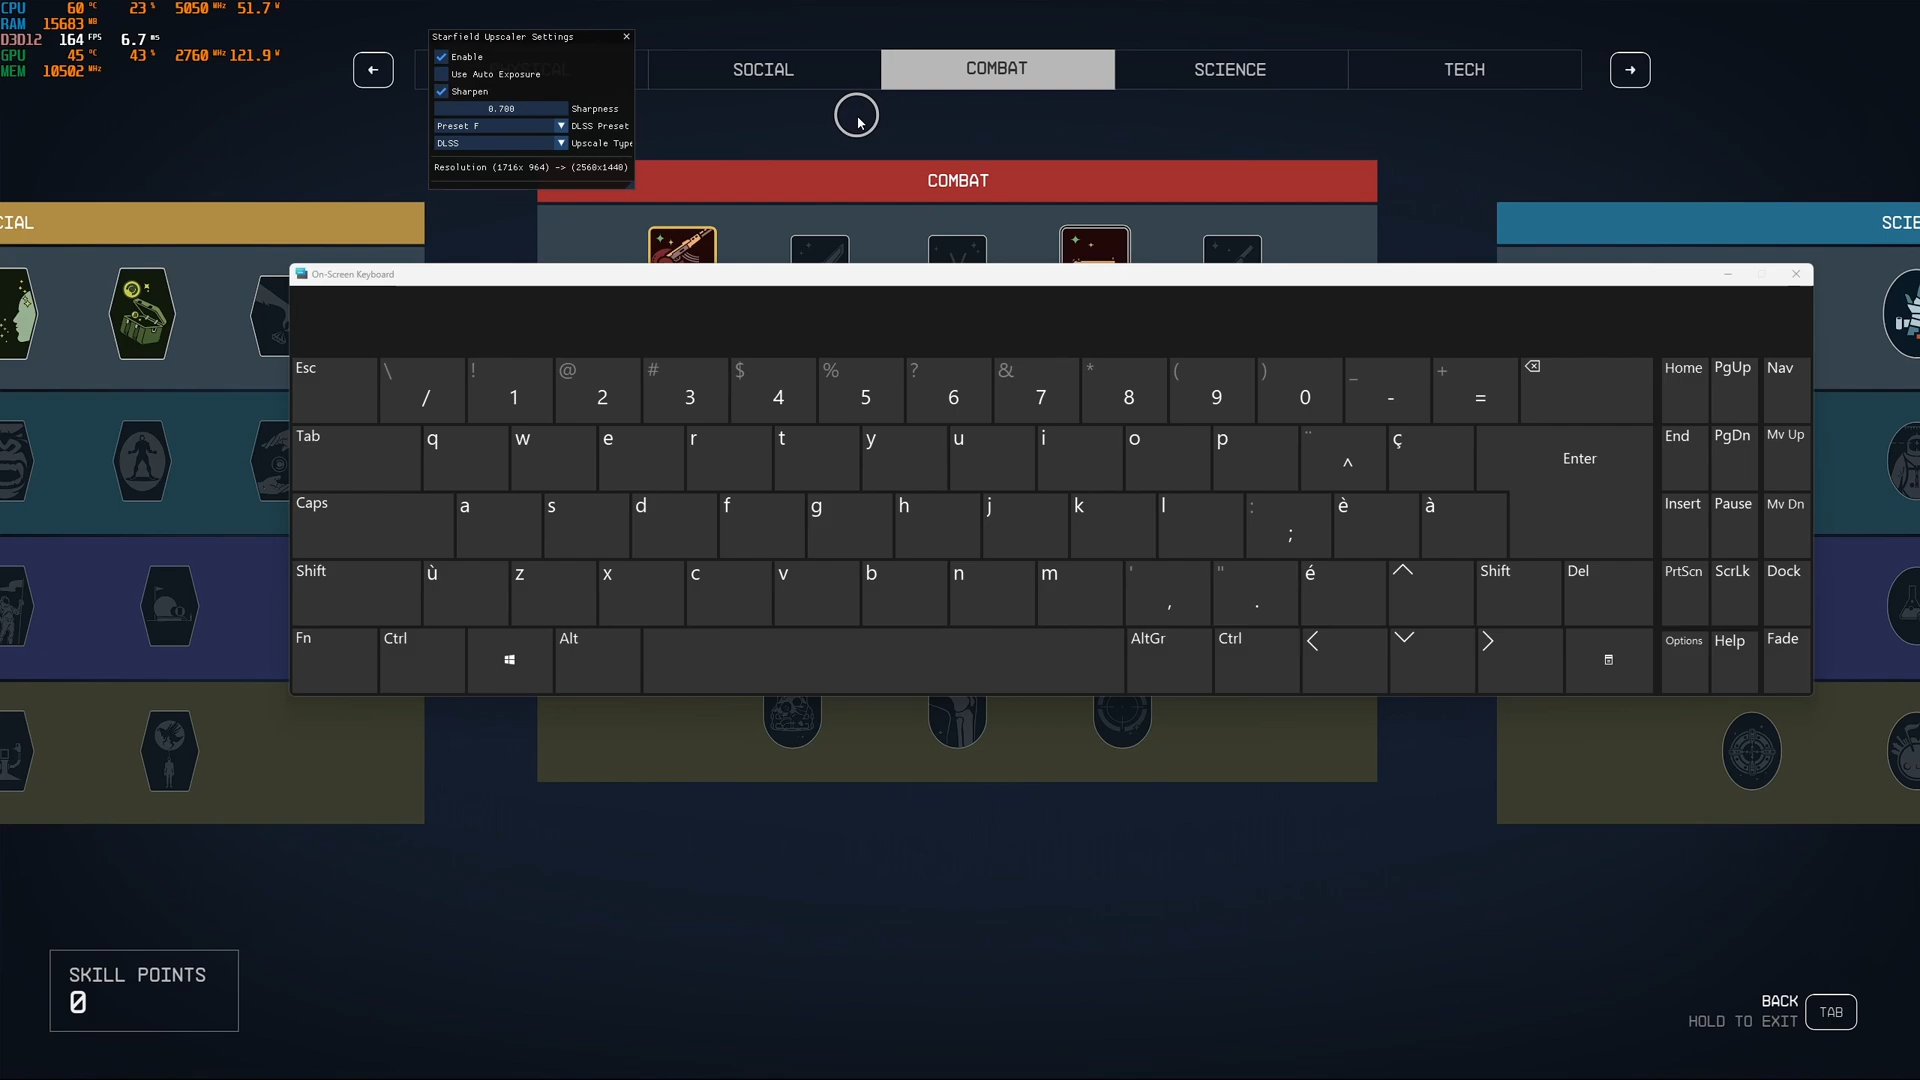 CPU 60 °C 23 % 5050 MHz 51.7 W
RAM 15683 MB
D3D12 164 FPS 6.7 ms
GPU 45 °C 43 % 2760 MHz 121.9 W
MEM 10502 MHz
Starfield Upscaler Settings
Enable
Use Auto Exposure
Sharpen
0.700 Sharpness
Preset F DLSS Preset
DLSS Upscale Type
Resolution (1716x 964) -> (2560x1440)
SOCIAL
COMBAT
SCIENCE
TECH
COMBAT
CIAL
SCIE
On-Screen Keyboard
Esc \ / ! 1 @ 2 # 3 $ 4 % 5 ? 6 & 7 * 8 ( 9 ) 0 _ - + = Home PgUp Nav
Tab q w e r t y u i o p ¨ ^ ç Enter End PgDn Mv Up
Caps a s d f g h j k l : ; è à Insert Pause Mv Dn
Shift ù z x c v b n m ' , " . é Shift Del PrtScn ScrLk Dock
Fn Ctrl Alt AltGr Ctrl Options Help Fade
SKILL POINTS
0
BACK
HOLD TO EXIT
TAB